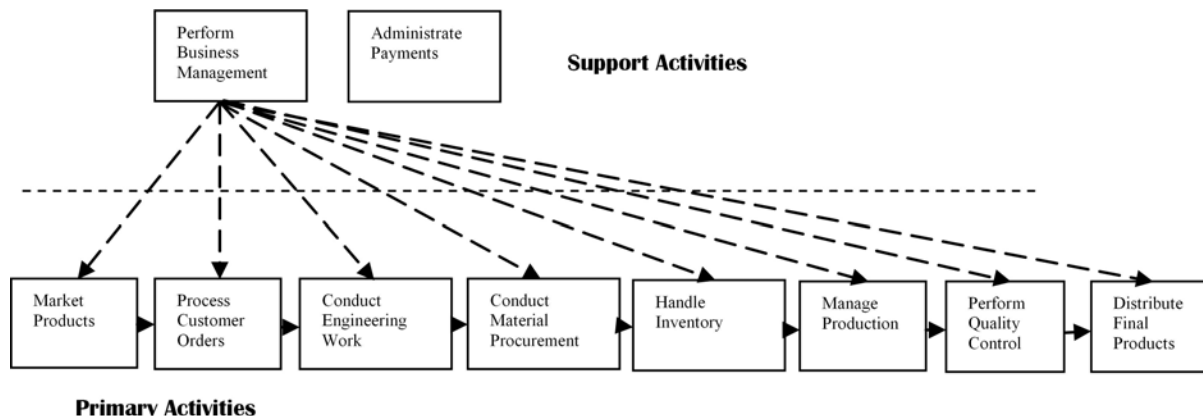 Perform
Business
Management
Administrate
Payments
Support Activities
Market
Products
Process
Customer
Orders
Conduct
Engineering
Work
Conduct
Material
Procurement
Handle
Inventory
Manage
Production
Perform
Quality
Control
Distribute
Final
Products
Primary Activities